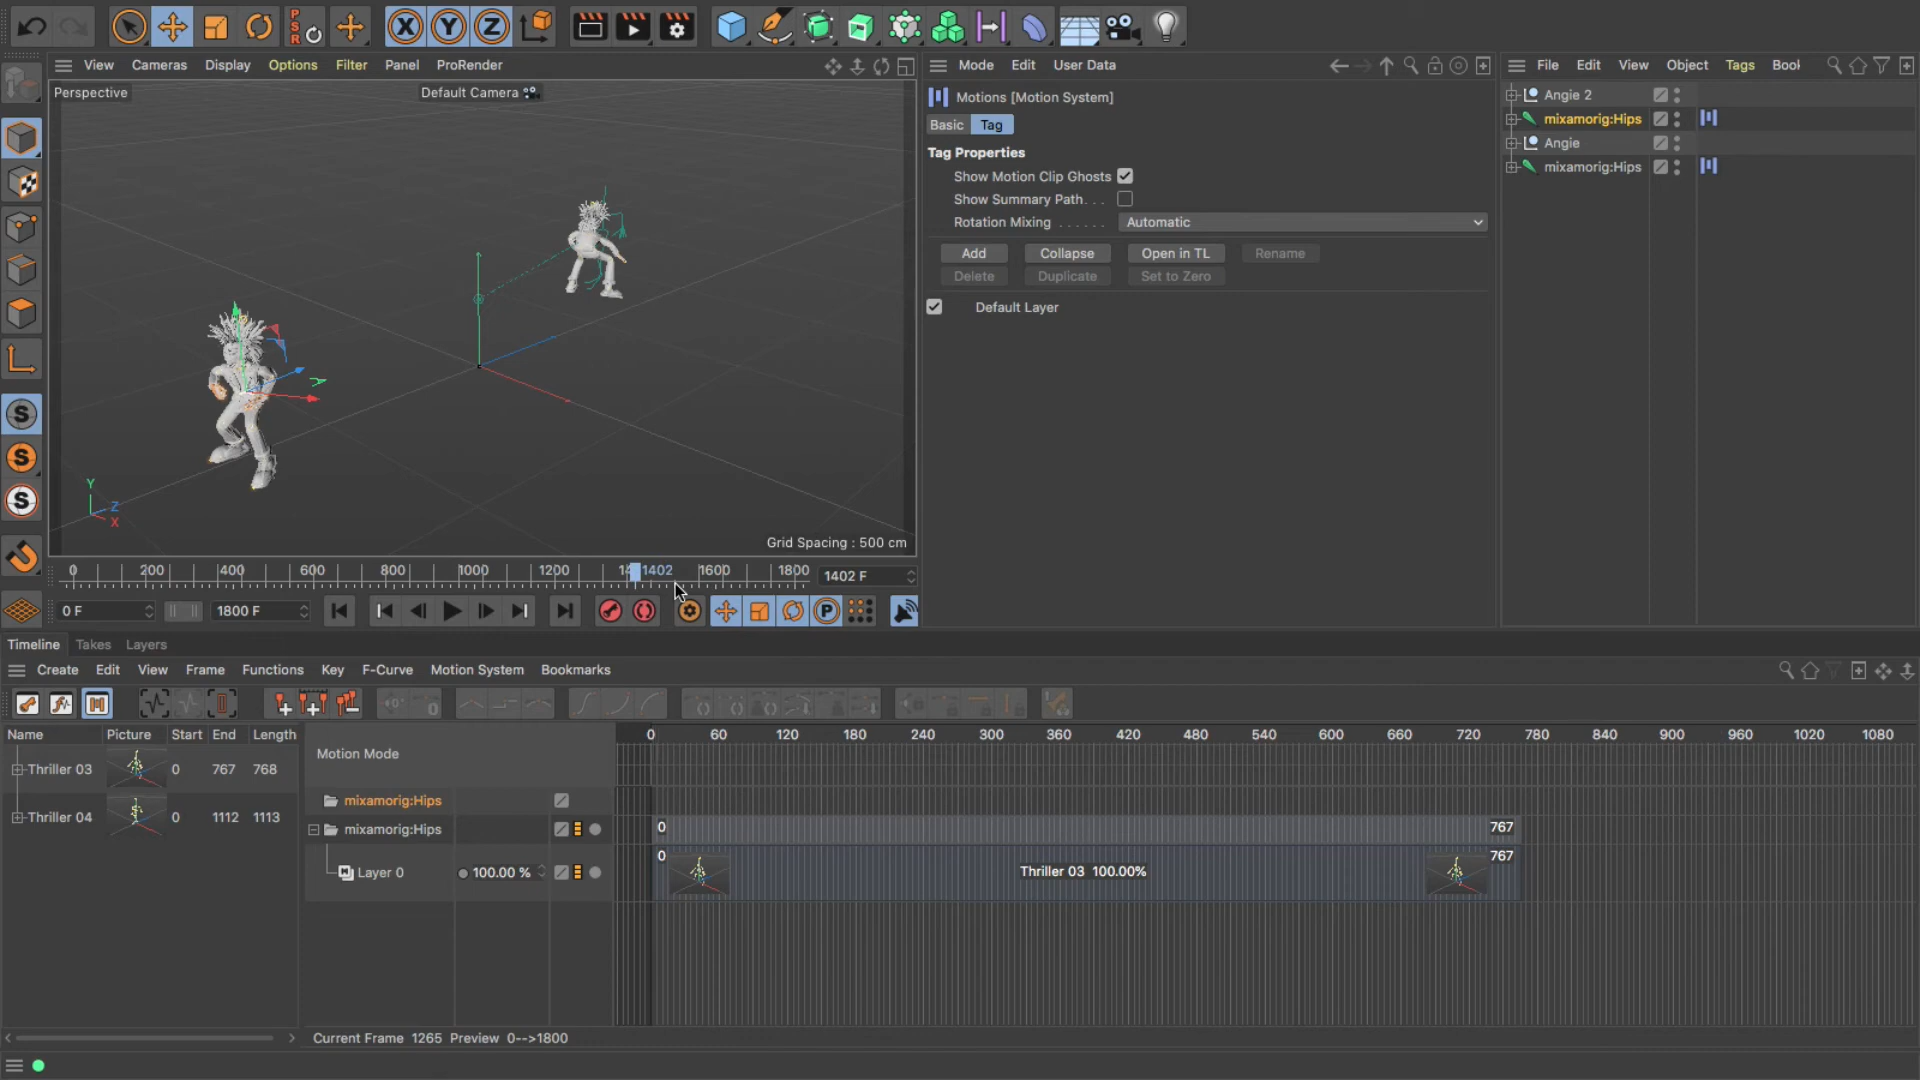 PSR
X Y Z
View Cameras Display Options Filter Panel ProRender
Mode Edit User Data
File Edit View Object Tags Bool
Perspective
Default Camera
Motions [Motion System]
Basic Tag
Tag Properties
Show Motion Clip Ghosts
Show Summary Path. . .
Rotation Mixing . . . . . . Automatic
Add Collapse Open in TL Rename
Delete Duplicate Set to Zero
Default Layer
Angie 2
mixamorig:Hips
Angie
mixamorig:Hips
S
S
S
Y
Z
X
Grid Spacing : 500 cm
0 200 400 600 800 1000 1200 14 1402 1600 1800 1402 F
0 F 1800 F P
Timeline Takes Layers
Create Edit View Frame Functions Key F-Curve Motion System Bookmarks
Name Picture Start End Length
Thriller 03 0 767 768
Thriller 04 0 1112 1113
Motion Mode
0 60 120 180 240 300 360 420 480 540 600 660 720 780 840 900 960 1020 1080
mixamorig:Hips
mixamorig:Hips 0 767
Layer 0 100.00 % 0 Thriller 03 100.00% 767
Current Frame 1265 Preview 0-->1800